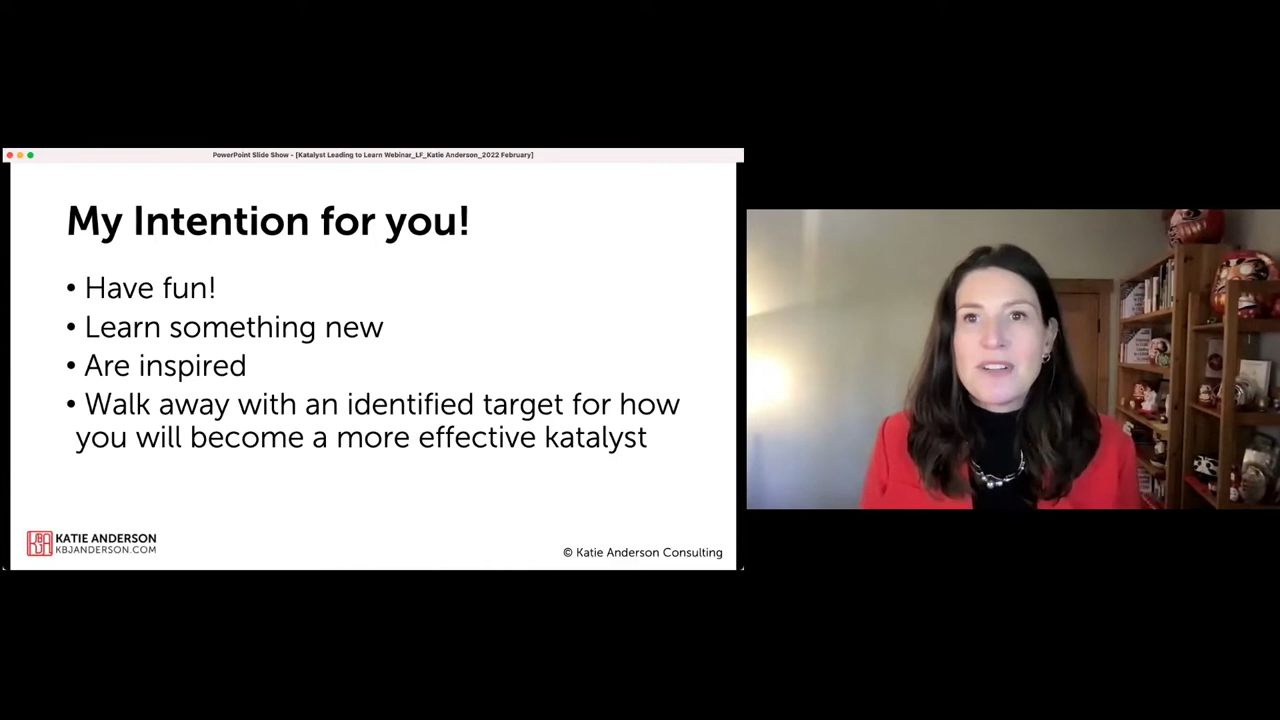 PowerPoint Slide Show - [Katalyst Leading to Learn Webinar_LF_Katie Anderson_2022 February]
My Intention for you!
• Have fun!
• Learn something new
• Are inspired
• Walk away with an identified target for how
you will become a more effective katalyst
KATIE ANDERSON
KBJANDERSON.COM
© Katie Anderson Consulting